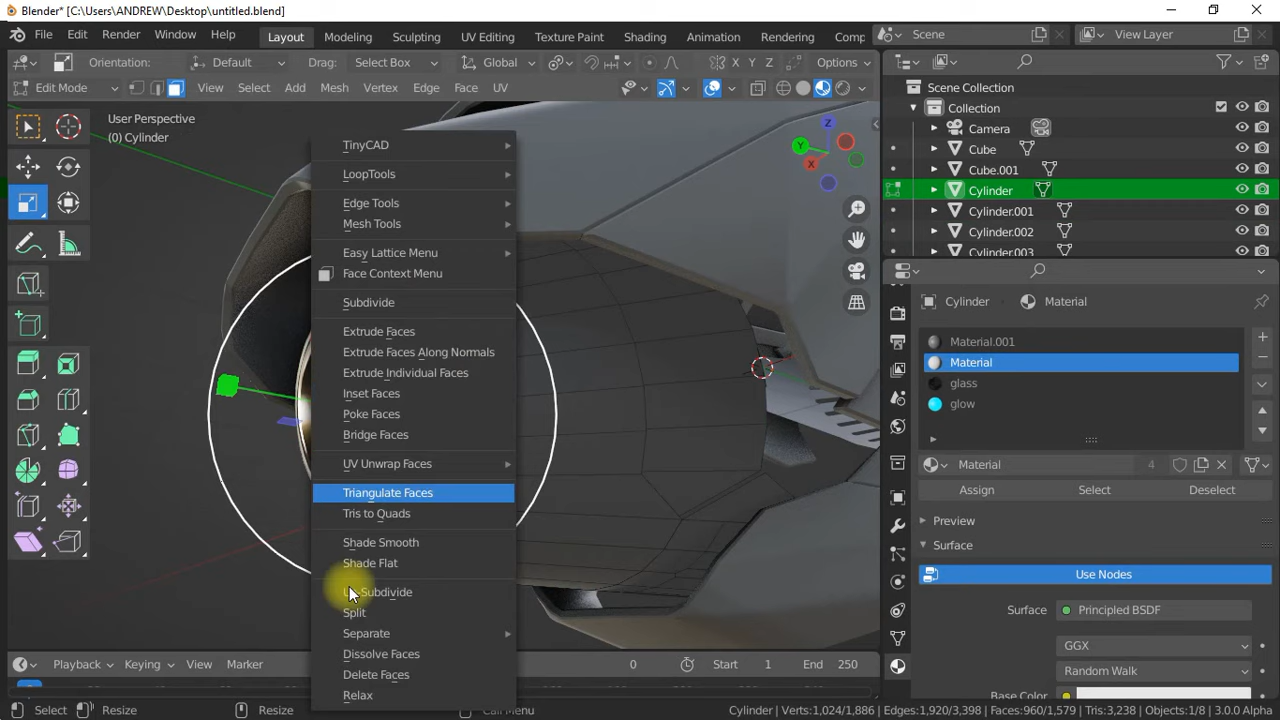 Blender* [C:\Users\ANDREW\Desktop\untitled.blend]
File Edit Render Window Help Layout Modeling Sculpting UV Editing Texture Paint Shading Animation Rendering Comp Scene View Layer
Orientation: Default Drag: Select Box Global X Y Z Options
Edit Mode View Select Add Mesh Vertex Edge Face UV
User Perspective
(0) Cylinder
Z
Y
X
TinyCAD
LoopTools
Edge Tools
Mesh Tools
Easy Lattice Menu
Face Context Menu
Subdivide
Extrude Faces
Extrude Faces Along Normals
Extrude Individual Faces
Inset Faces
Poke Faces
Bridge Faces
UV Unwrap Faces
Triangulate Faces
Tris to Quads
Shade Smooth
Shade Flat
Subdivide
Split
Separate
Dissolve Faces
Delete Faces
Relax
Scene Collection
Collection
Camera
Cube
Cube.001
Cylinder
Cylinder.001
Cylinder.002
Cylinder.003
Cylinder Material
Material.001
Material
glass
glow
Material 4
Assign Select Deselect
Preview
Surface
Use Nodes
Surface Principled BSDF
GGX
Random Walk
Base Color
Playback Keying View Marker 0 Start 1 End 250
Select Resize Resize Call Menu Cylinder | Verts:1,024/1,886 | Edges:1,920/3,398 | Faces:960/1,579 | Tris:3,238 | Objects:1/8 | 3.0.0 Alpha